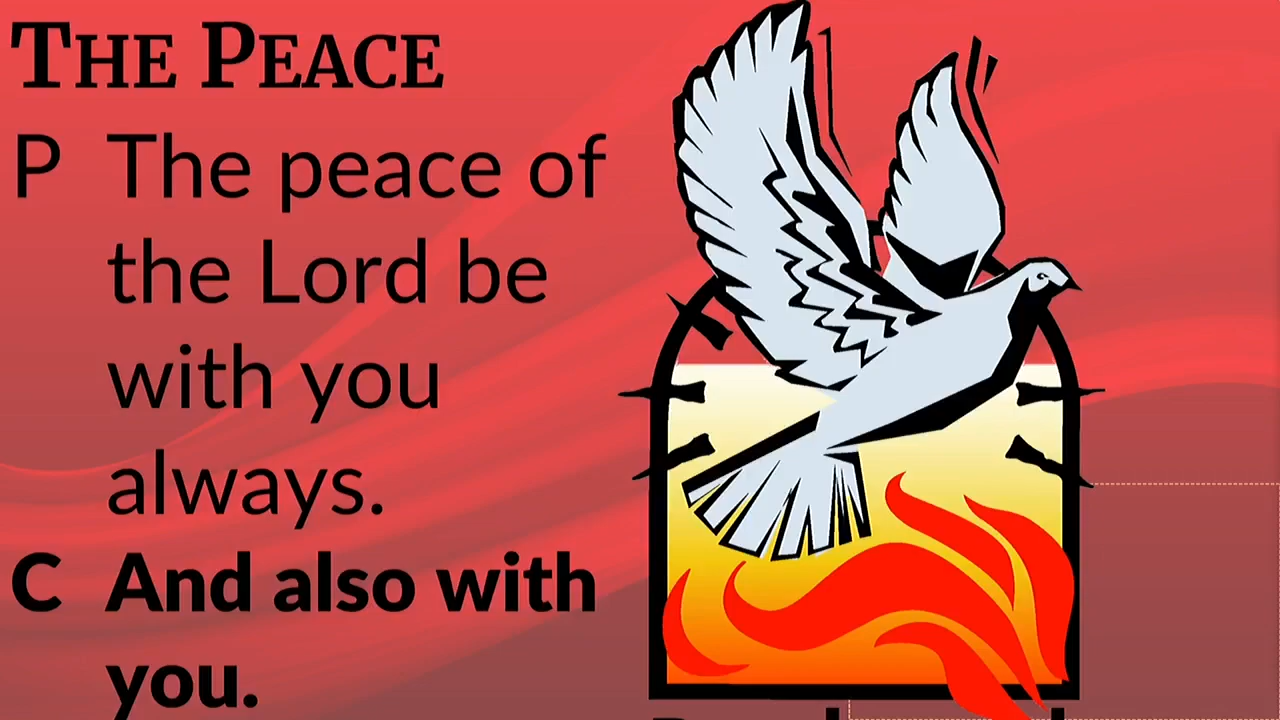 THE PEACE
P The peace of
the Lord be
with you
always.
C And also with
you.